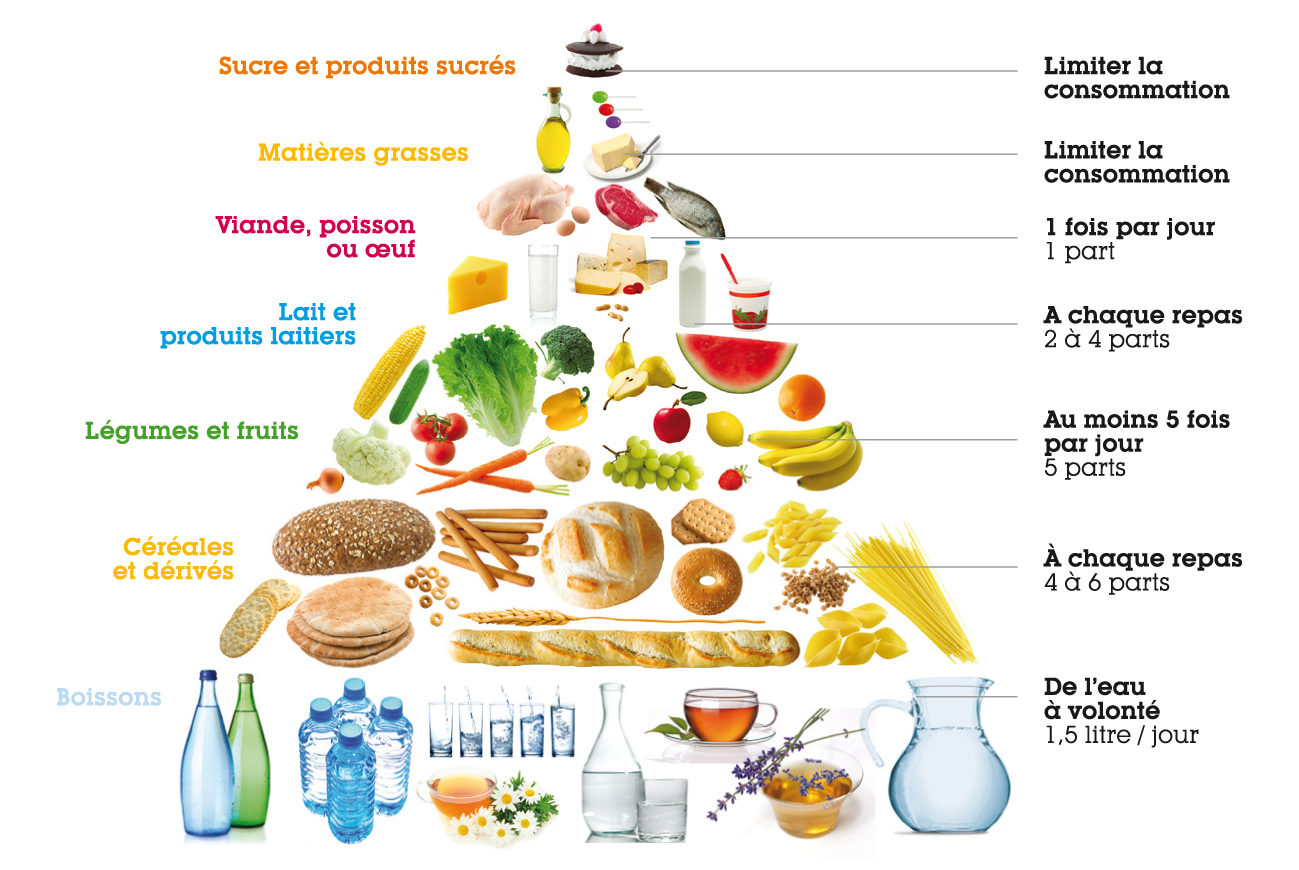 Sucre et produits sucrés
Limiter la
consommation
Matières grasses
Limiter la
consommation
Viande, poisson
ou œuf
1 fois par jour
1 part
Lait et
produits laitiers
A chaque repas
2 à 4 parts
Légumes et fruits
Au moins 5 fois
par jour
5 parts
Céréales
et dérivés
À chaque repas
4 à 6 parts
Boissons
De l'eau
à volonté
1,5 litre / jour